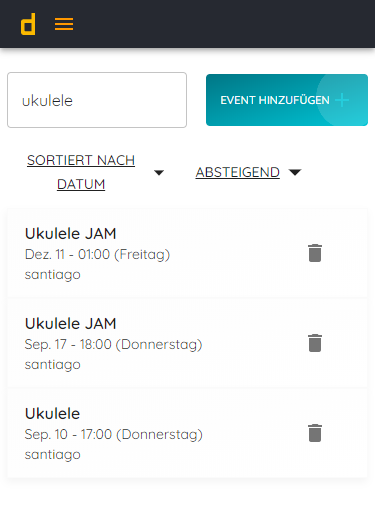 d
ukulele
EVENT HINZUFÜGEN
SORTIERT NACH
DATUM
ABSTEIGEND
Ukulele JAM
Dez. 11 - 01:00 (Freitag)
santiago
Ukulele JAM
Sep. 17 - 18:00 (Donnerstag)
santiago
Ukulele
Sep. 10 - 17:00 (Donnerstag)
santiago